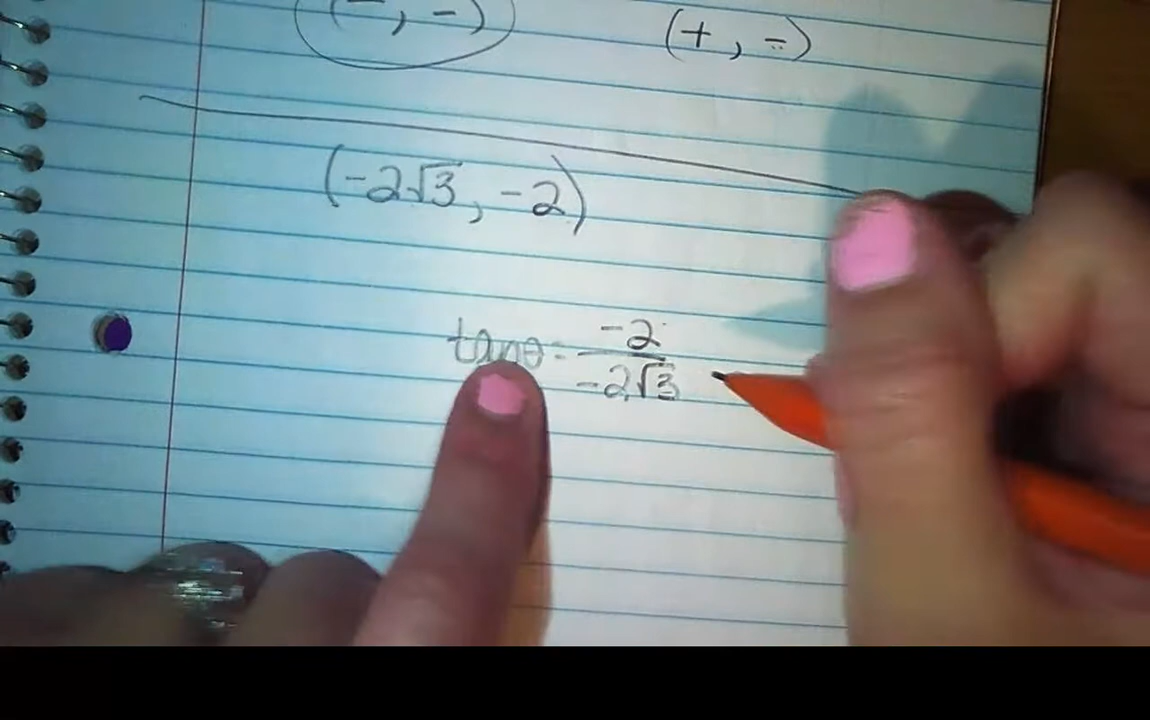 (-, -) (+, -)
(-2√3, -2)
tanθ = -2/-2√3